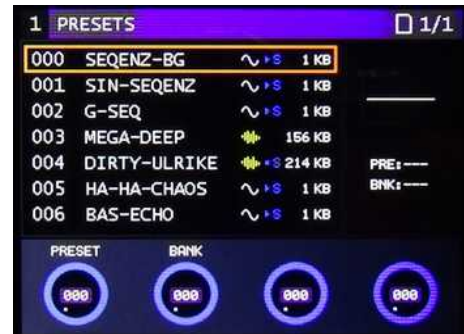 1 PRESETS 1/1
000 SEQENZ-BG S 1 KB
001 SIN-SEQENZ S 1 KB
002 G-SEQ S 1 KB
003 MEGA-DEEP 156 KB
004 DIRTY-ULRIKE S 214 KB
005 HA-HA-CHAOS S 1 KB
006 BAS-ECHO S 1 KB
PRE:---
BNK:---
PRESET BANK
000 000 000 000